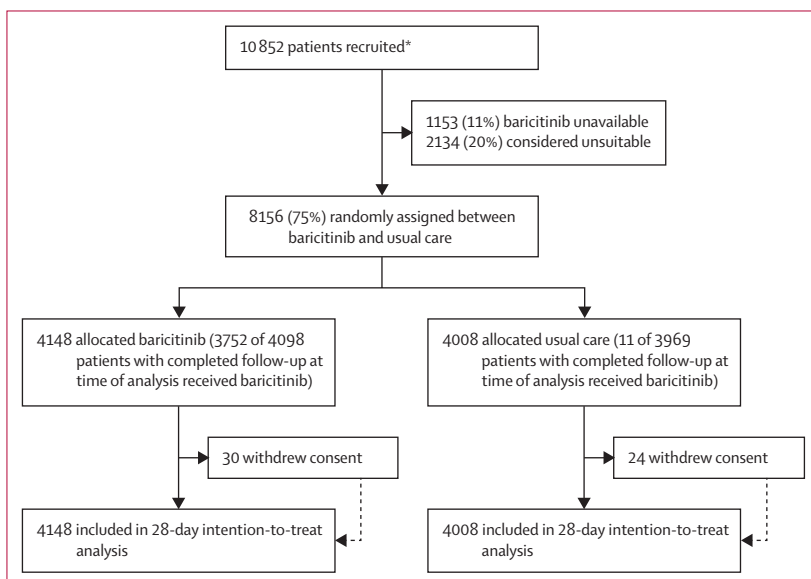 10 852 patients recruited*
1153 (11%) baricitinib unavailable
2134 (20%) considered unsuitable
8156 (75%) randomly assigned between
baricitinib and usual care
4148 allocated baricitinib (3752 of 4098
patients with completed follow-up at
time of analysis received baricitinib)
4008 allocated usual care (11 of 3969
patients with completed follow-up at
time of analysis received baricitinib)
30 withdrew consent
24 withdrew consent
4148 included in 28-day intention-to-treat
analysis
4008 included in 28-day intention-to-treat
analysis